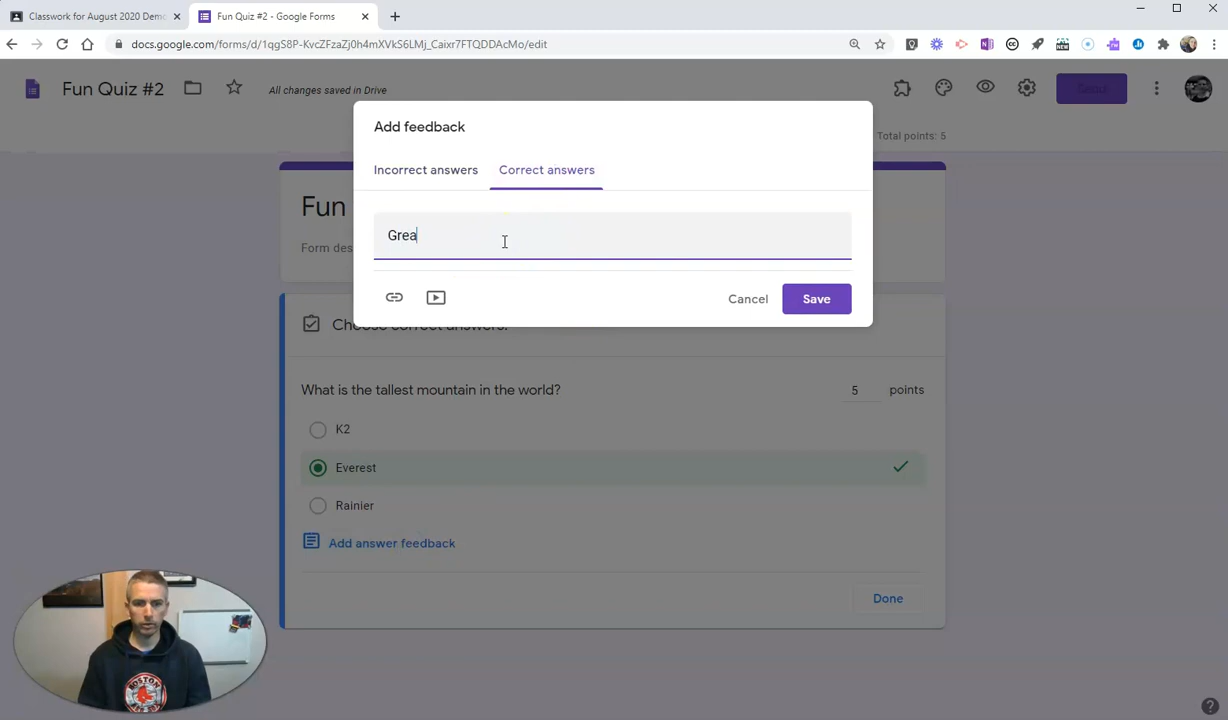 Classwork for August 2020 Demo
Fun Quiz #2 - Google Forms
docs.google.com/forms/d/1qgS8P-KvcZFzaZj0h4mXVkS6LMj_Caixr7FTQDDAcMo/edit
Fun Quiz #2
All changes saved in Drive
Send
Add feedback
Total points: 5
Incorrect answers
Correct answers
Fun
Grea
Form des
Cancel
Save
Choose correct answers:
What is the tallest mountain in the world?
5 points
K2
Everest
Rainier
Add answer feedback
Done
BOSTON